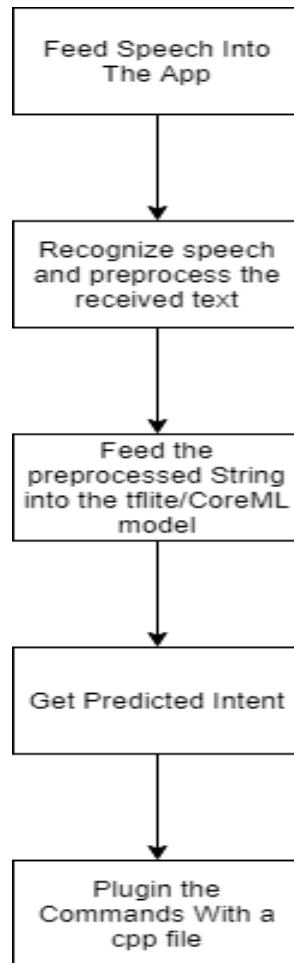 Feed Speech Into
The App
Recognize speech
and preprocess the
received text
Feed the
preprocessed String
into the tflite/CoreML
model
Get Predicted Intent
Plugin the
Commands With a
cpp file